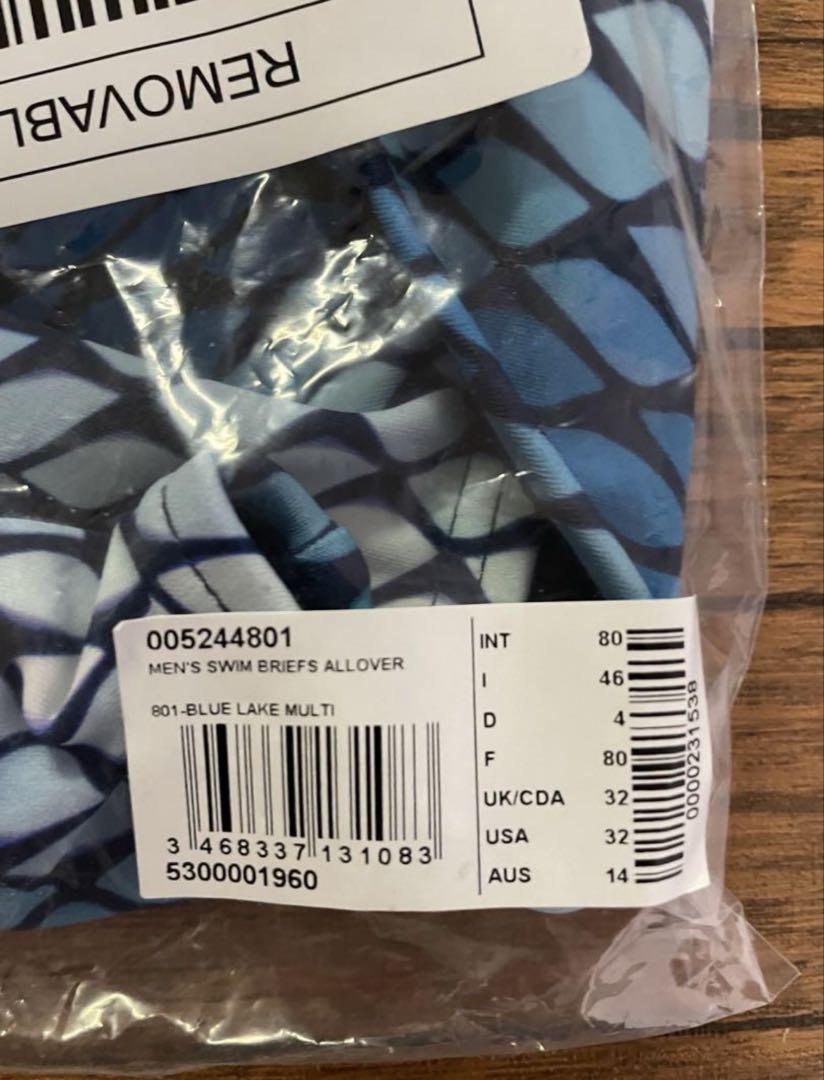 REMOVABL
005244801
MEN'S SWIM BRIEFS ALLOVER
801-BLUE LAKE MULTI
3 468337 131083
5300001960
INT 80
I 46
D 4
F 80
UK/CDA 32
USA 32
AUS 14
0000231538